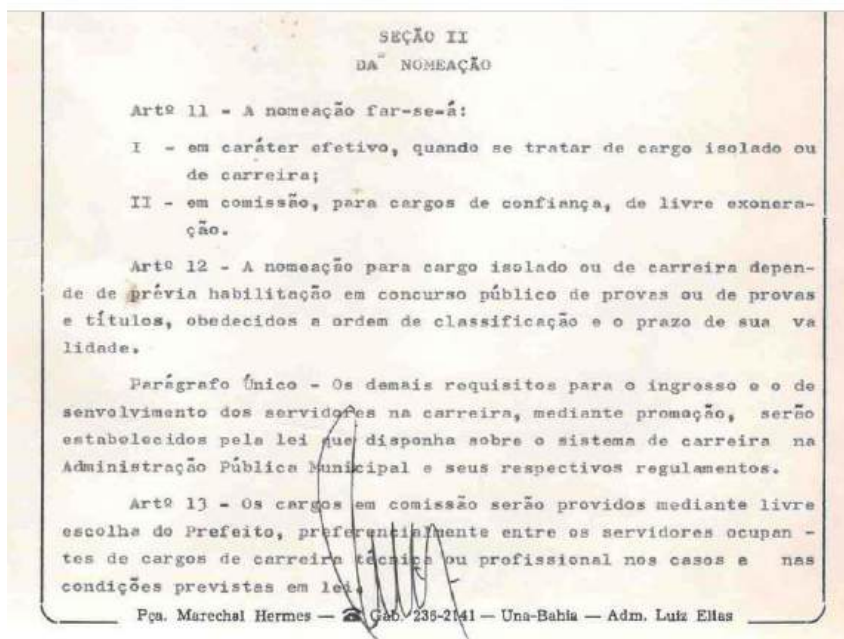 SEÇÃO II
DA NOMEAÇÃO
Artº 11 - A nomeação far-se-á:
I - em caráter efetivo, quando se tratar de cargo isolado ou
de carreira;
II - em comissão, para cargos de confiança, de livre exonera-
ção.
Artº 12 - A nomeação para cargo isolado ou de carreira depen-
de de prévia habilitação em concurso público de provas ou de provas
e títulos, obedecidos a ordem de classificação e o prazo de sua va
lidade.
Parágrafo Único - Os demais requisitos para o ingresso e o de
senvolvimento dos servidores na carreira, mediante promoção, serão
estabelecidos pela lei que disponha sobre o sistema de carreira na
Administração Pública Municipal e seus respectivos regulamentos.
Artº 13 - Os cargos em comissão serão providos mediante livre
escolha do Prefeito, preferencialmente entre os servidores ocupan -
tes de cargos de carreira técnica ou profissional nos casos e nas
condições previstas em lei.
Pça. Marechal Hermes — ☎ Gab. 236-2141 — Una-Bahia — Adm. Luiz Elias